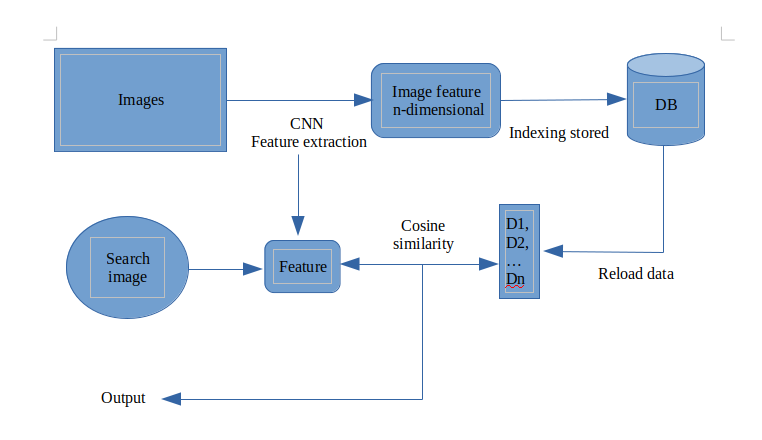 Images
Image feature
n-dimensional
DB
CNN
Feature extraction
Indexing stored
Search
image
Feature
Cosine
similarity
D1,
D2,
...
Dn
Reload data
Output